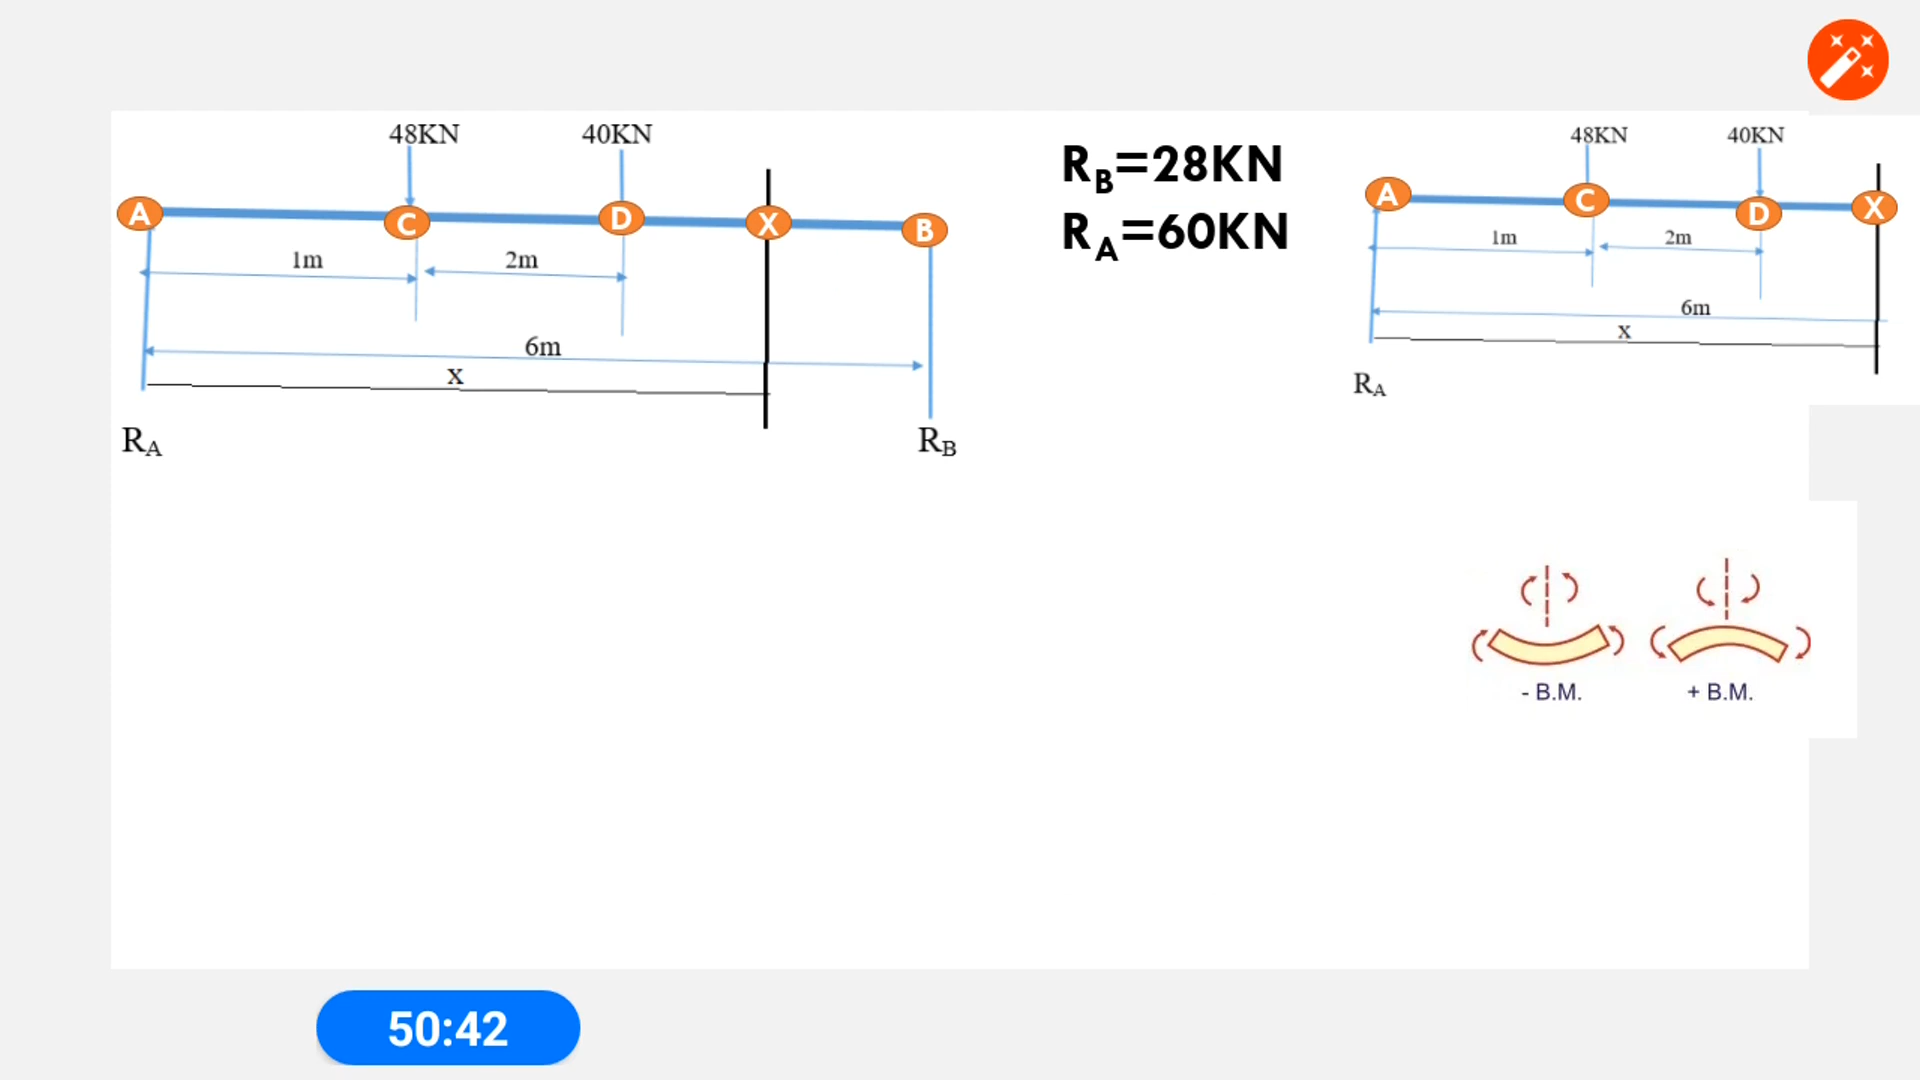 48KN 40KN
A C D X B
1m 2m
6m
x
RA RB
RB=28KN
RA=60KN
48KN 40KN
A C D X
1m 2m
6m
x
RA
- B.M. + B.M.
50:42